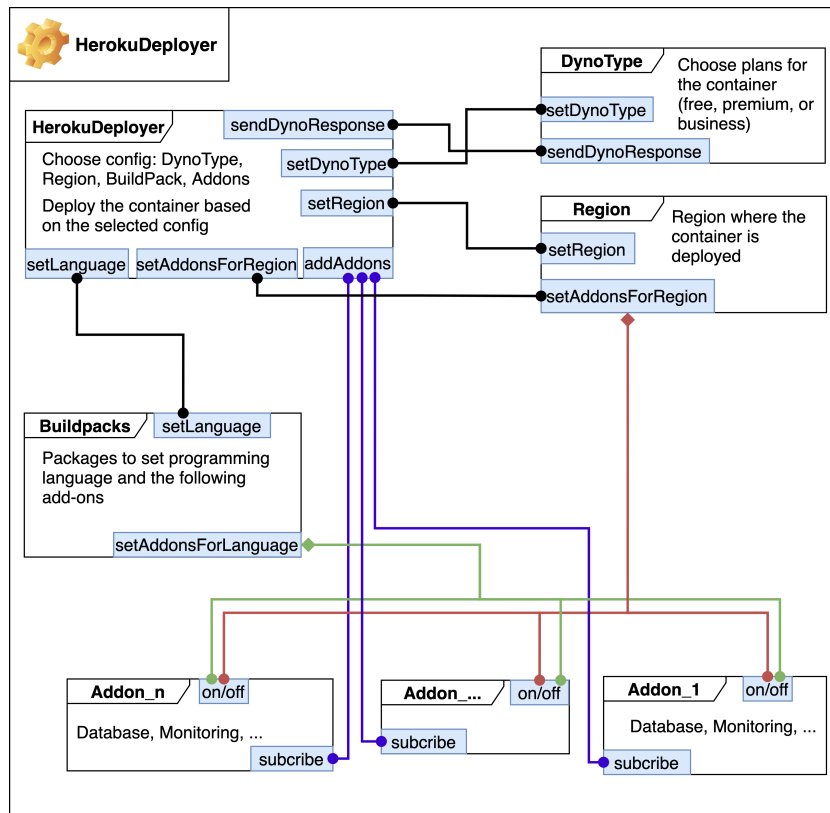 HerokuDeployer
HerokuDeployer
sendDynoResponse
Choose config: DynoType,
Region, BuildPack, Addons
setDynoType
Deploy the container based
on the selected config
setRegion
setLanguage
setAddonsForRegion
addAddons
DynoType
Choose plans for
the container
(free, premium, or
business)
setDynoType
sendDynoResponse
Region
Region where the
container is
deployed
setRegion
setAddonsForRegion
Buildpacks
setLanguage
Packages to set programming
language and the following
add-ons
setAddonsForLanguage
Addon_n
on/off
Database, Monitoring, ...
subcribe
Addon_...
on/off
subcribe
Addon_1
on/off
Database, Monitoring, ...
subcribe